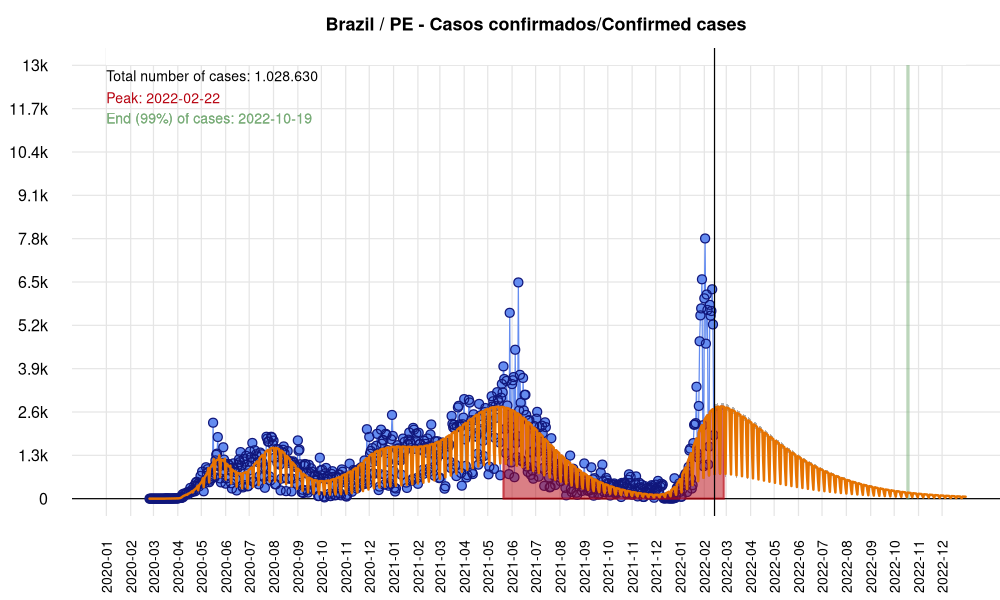 Brazil / PE - Casos confirmados/Confirmed cases
Total number of cases: 1.028.630
Peak: 2022-02-22
End (99%) of cases: 2022-10-19
13k
11.7k
10.4k
9.1k
7.8k
6.5k
5.2k
3.9k
2.6k
1.3k
0
2020-01
2020-02
2020-03
2020-04
2020-05
2020-06
2020-07
2020-08
2020-09
2020-10
2020-11
2020-12
2021-01
2021-02
2021-03
2021-04
2021-05
2021-06
2021-07
2021-08
2021-09
2021-10
2021-11
2021-12
2022-01
2022-02
2022-03
2022-04
2022-05
2022-06
2022-07
2022-08
2022-09
2022-10
2022-11
2022-12